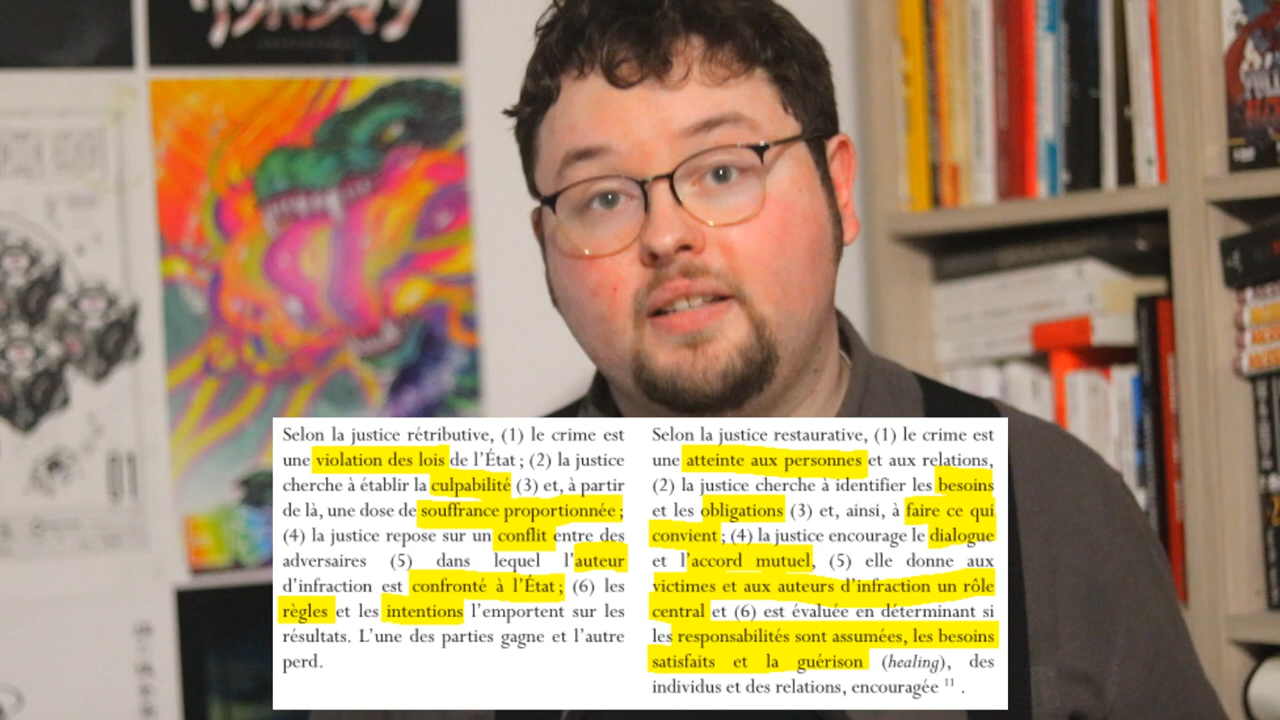 リンバシマ
01
Selon la justice rétributive, (1) le crime est
une violation des lois de l’État ; (2) la justice
cherche à établir la culpabilité (3) et, à partir
de là, une dose de souffrance proportionnée ;
(4) la justice repose sur un conflit entre des
adversaires (5) dans lequel l’auteur
d’infraction est confronté à l’État ; (6) les
règles et les intentions l’emportent sur les
résultats. L’une des parties gagne et l’autre
perd.
Selon la justice restaurative, (1) le crime est
une atteinte aux personnes et aux relations,
(2) la justice cherche à identifier les besoins
et les obligations (3) et, ainsi, à faire ce qui
convient ; (4) la justice encourage le dialogue
et l’accord mutuel, (5) elle donne aux
victimes et aux auteurs d’infraction un rôle
central et (6) est évaluée en déterminant si
les responsabilités sont assumées, les besoins
satisfaits et la guérison (healing), des
individus et des relations, encouragée 11 .